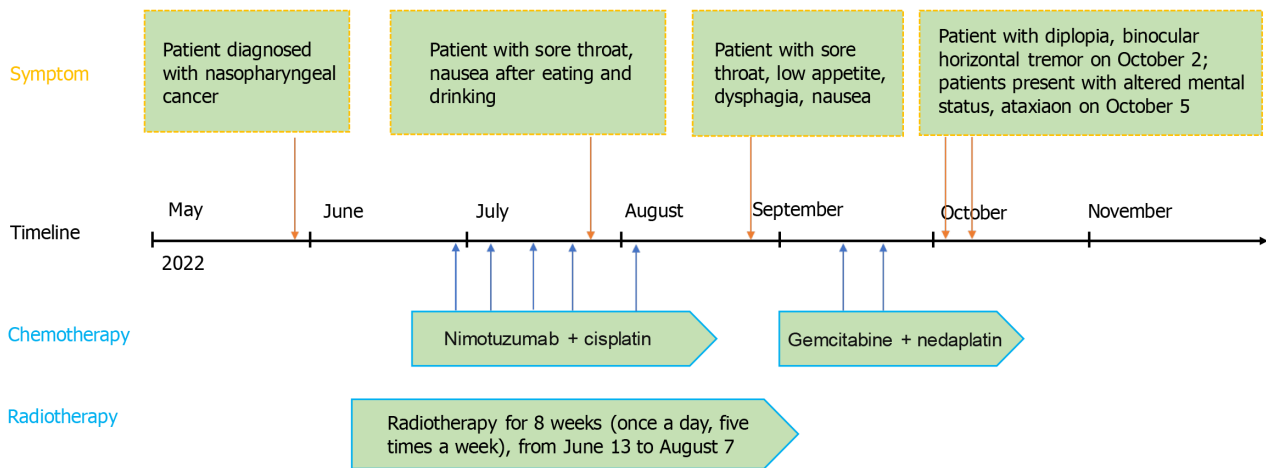 Symptom
Patient diagnosed
with nasopharyngeal
cancer
Patient with sore throat,
nausea after eating and
drinking
Patient with sore
throat, low appetite,
dysphagia, nausea
Patient with diplopia, binocular
horizontal tremor on October 2;
patients present with altered mental
status, ataxiaon on October 5
Timeline
May
June
July
August
September
October
November
2022
Chemotherapy
Nimotuzumab + cisplatin
Gemcitabine + nedaplatin
Radiotherapy
Radiotherapy for 8 weeks (once a day, five
times a week), from June 13 to August 7